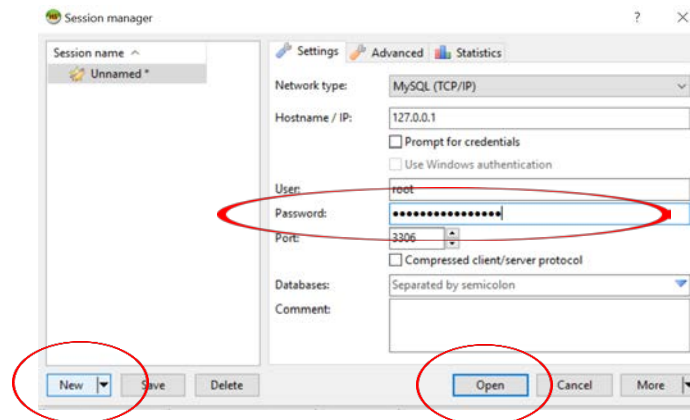 Session manager
Session name
Unnamed *
Settings Advanced Statistics
Network type: MySQL (TCP/IP)
Hostname / IP: 127.0.0.1
Prompt for credentials
Use Windows authentication
User: root
Password: ●●●●●●●●●●●●●●●●
Port: 3306
Compressed client/server protocol
Databases: Separated by semicolon
Comment:
New Save Delete Open Cancel More